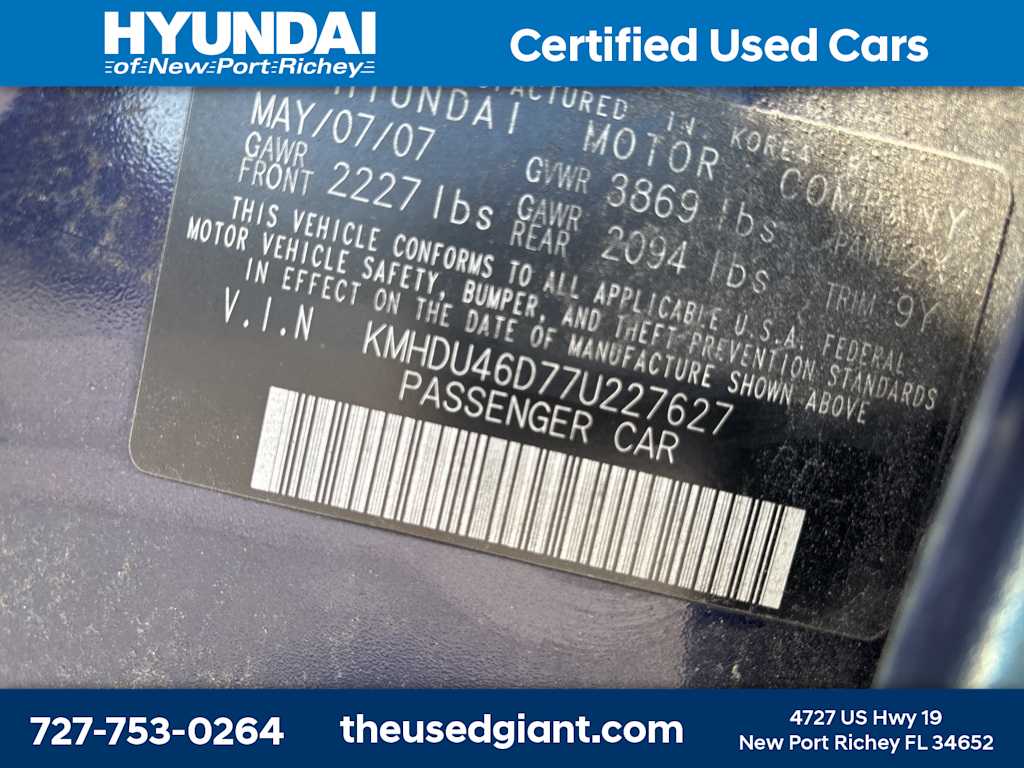 HYUNDAI
of New Port Richey
Certified Used Cars
HYUNDAI MOTOR COMPANY
MAY/07/07
GAWR FRONT 2227 lbs
GVWR 3869 lbs
GAWR REAR 2094 lbs
TRIM 9Y
THIS VEHICLE CONFORMS TO ALL APPLICABLE U.S.A. FEDERAL
MOTOR VEHICLE SAFETY, BUMPER, AND THEFT PREVENTION STANDARDS
IN EFFECT ON THE DATE OF MANUFACTURE SHOWN ABOVE
V.I.N KMHDU46D77U227627
PASSENGER CAR
727-753-0264
theusedgiant.com
4727 US Hwy 19
New Port Richey FL 34652